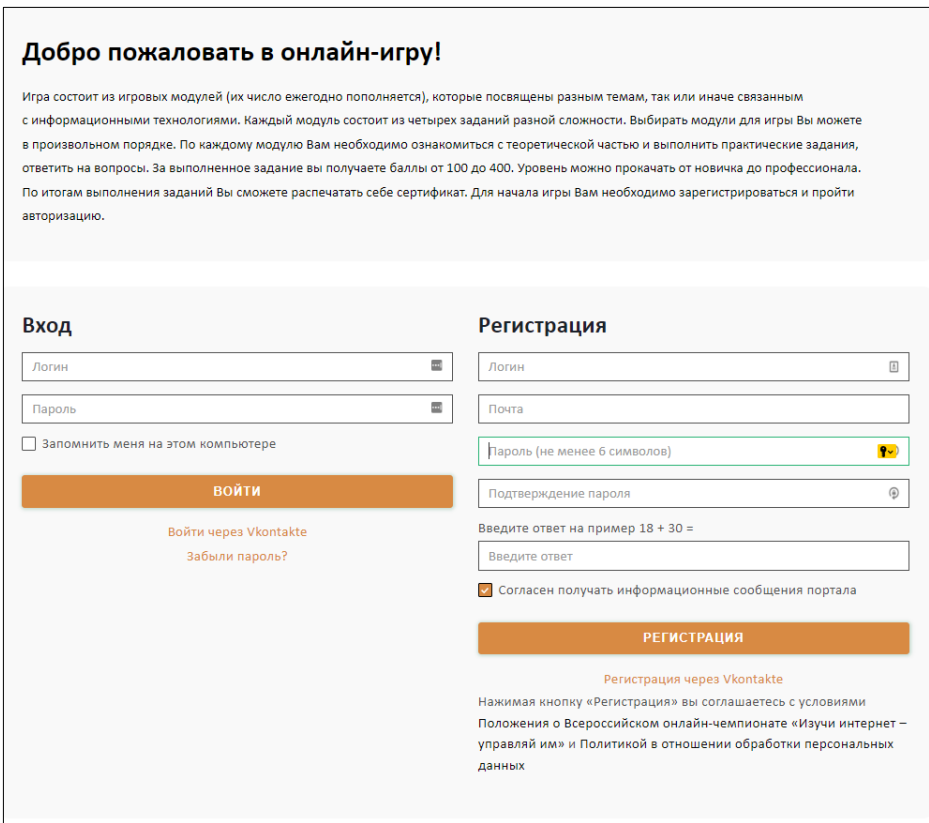 Добро пожаловать в онлайн-игру!
Игра состоит из игровых модулей (их число ежегодно пополняется), которые посвящены разным темам, так или иначе связанным
с информационными технологиями. Каждый модуль состоит из четырех заданий разной сложности. Выбирать модули для игры Вы можете
в произвольном порядке. По каждому модулю Вам необходимо ознакомиться с теоретической частью и выполнить практические задания,
ответить на вопросы. За выполненное задание вы получаете баллы от 100 до 400. Уровень можно прокачать от новичка до профессионала.
По итогам выполнения заданий Вы сможете распечатать себе сертификат. Для начала игры Вам необходимо зарегистрироваться и пройти
авторизацию.
Вход
Логин
Пароль
Запомнить меня на этом компьютере
ВОЙТИ
Войти через Vkontakte
Забыли пароль?
Регистрация
Логин
Почта
Пароль (не менее 6 символов)
Подтверждение пароля
Введите ответ на пример 18 + 30 =
Введите ответ
Согласен получать информационные сообщения портала
РЕГИСТРАЦИЯ
Регистрация через Vkontakte
Нажимая кнопку «Регистрация» вы соглашаетесь с условиями
Положения о Всероссийском онлайн-чемпионате «Изучи интернет –
управляй им» и Политикой в отношении обработки персональных
данных